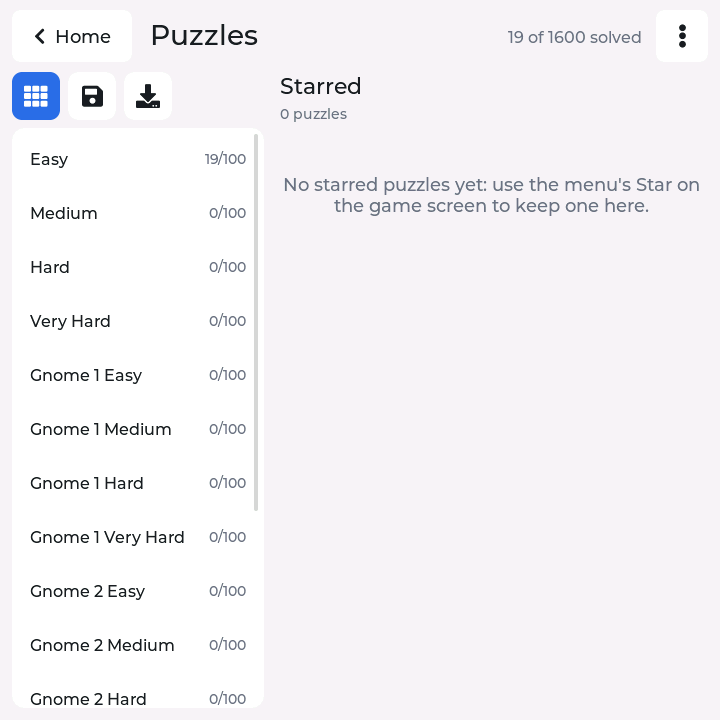 Home
Puzzles
19 of 1600 solved
Starred
0 puzzles
No starred puzzles yet: use the menu's Star on
the game screen to keep one here.
Easy 19/100
Medium 0/100
Hard 0/100
Very Hard 0/100
Gnome 1 Easy 0/100
Gnome 1 Medium 0/100
Gnome 1 Hard 0/100
Gnome 1 Very Hard 0/100
Gnome 2 Easy 0/100
Gnome 2 Medium 0/100
Gnome 2 Hard 0/100